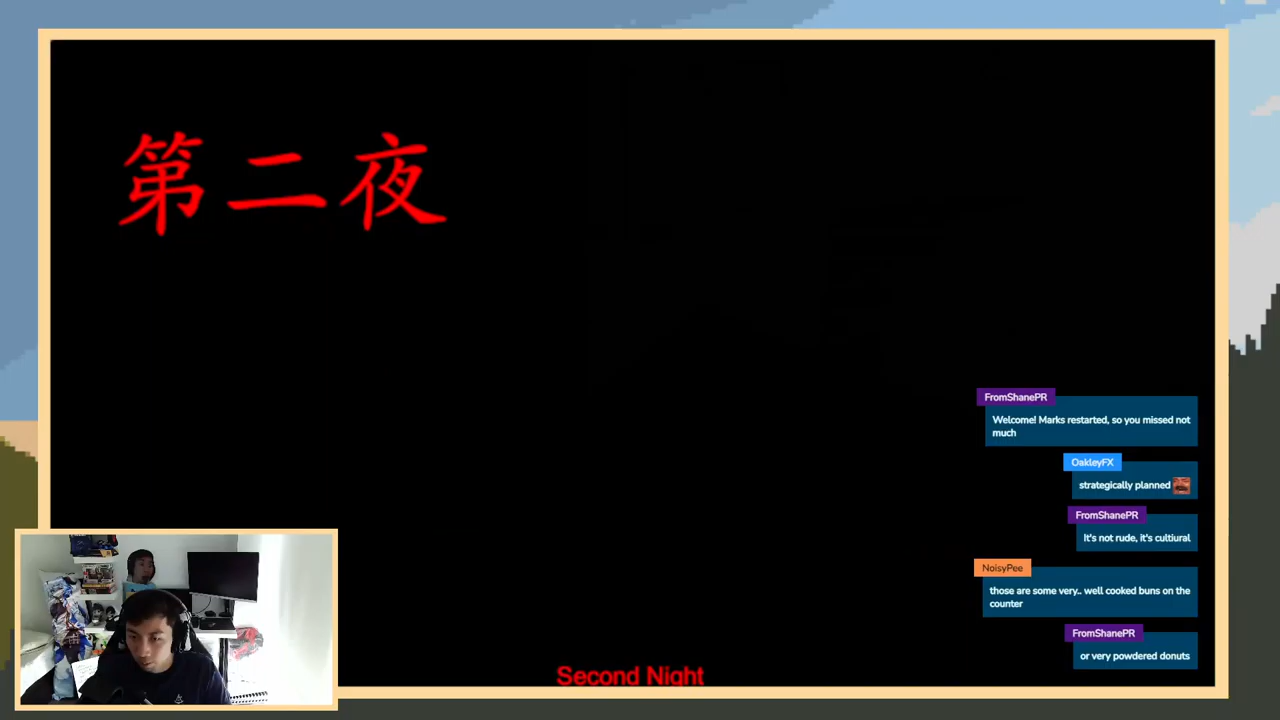 第二夜
FromShanePR
Welcome! Marks restarted, so you missed not
much
OakleyFX
strategically planned
FromShanePR
It's not rude, it's cultiural
NoisyPee
those are some very.. well cooked buns on the
counter
FromShanePR
or very powdered donuts
Second Night